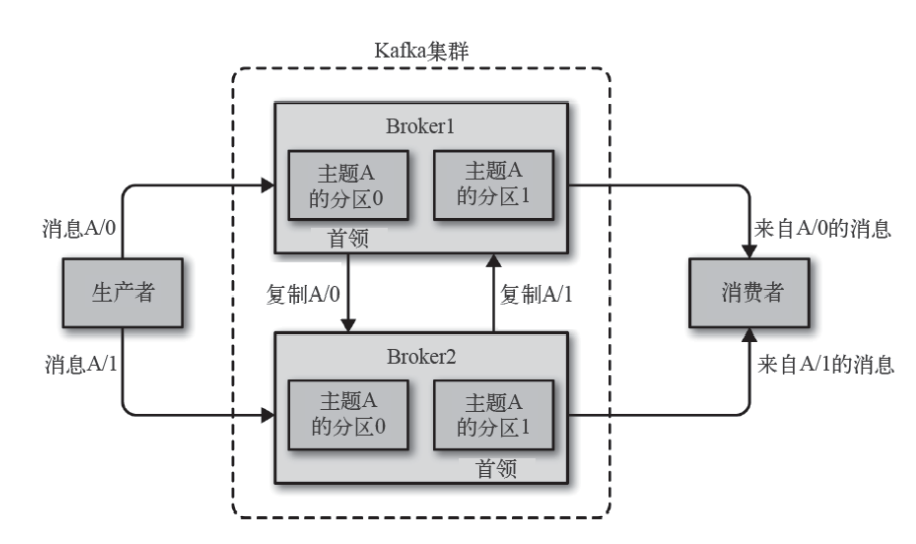 Kafka集群
Broker1
主题A
的分区0
主题A
的分区1
首领
消息A/0
来自A/0的消息
生产者
复制A/0
复制A/1
消费者
消息A/1
来自A/1的消息
Broker2
主题A
的分区0
主题A
的分区1
首领